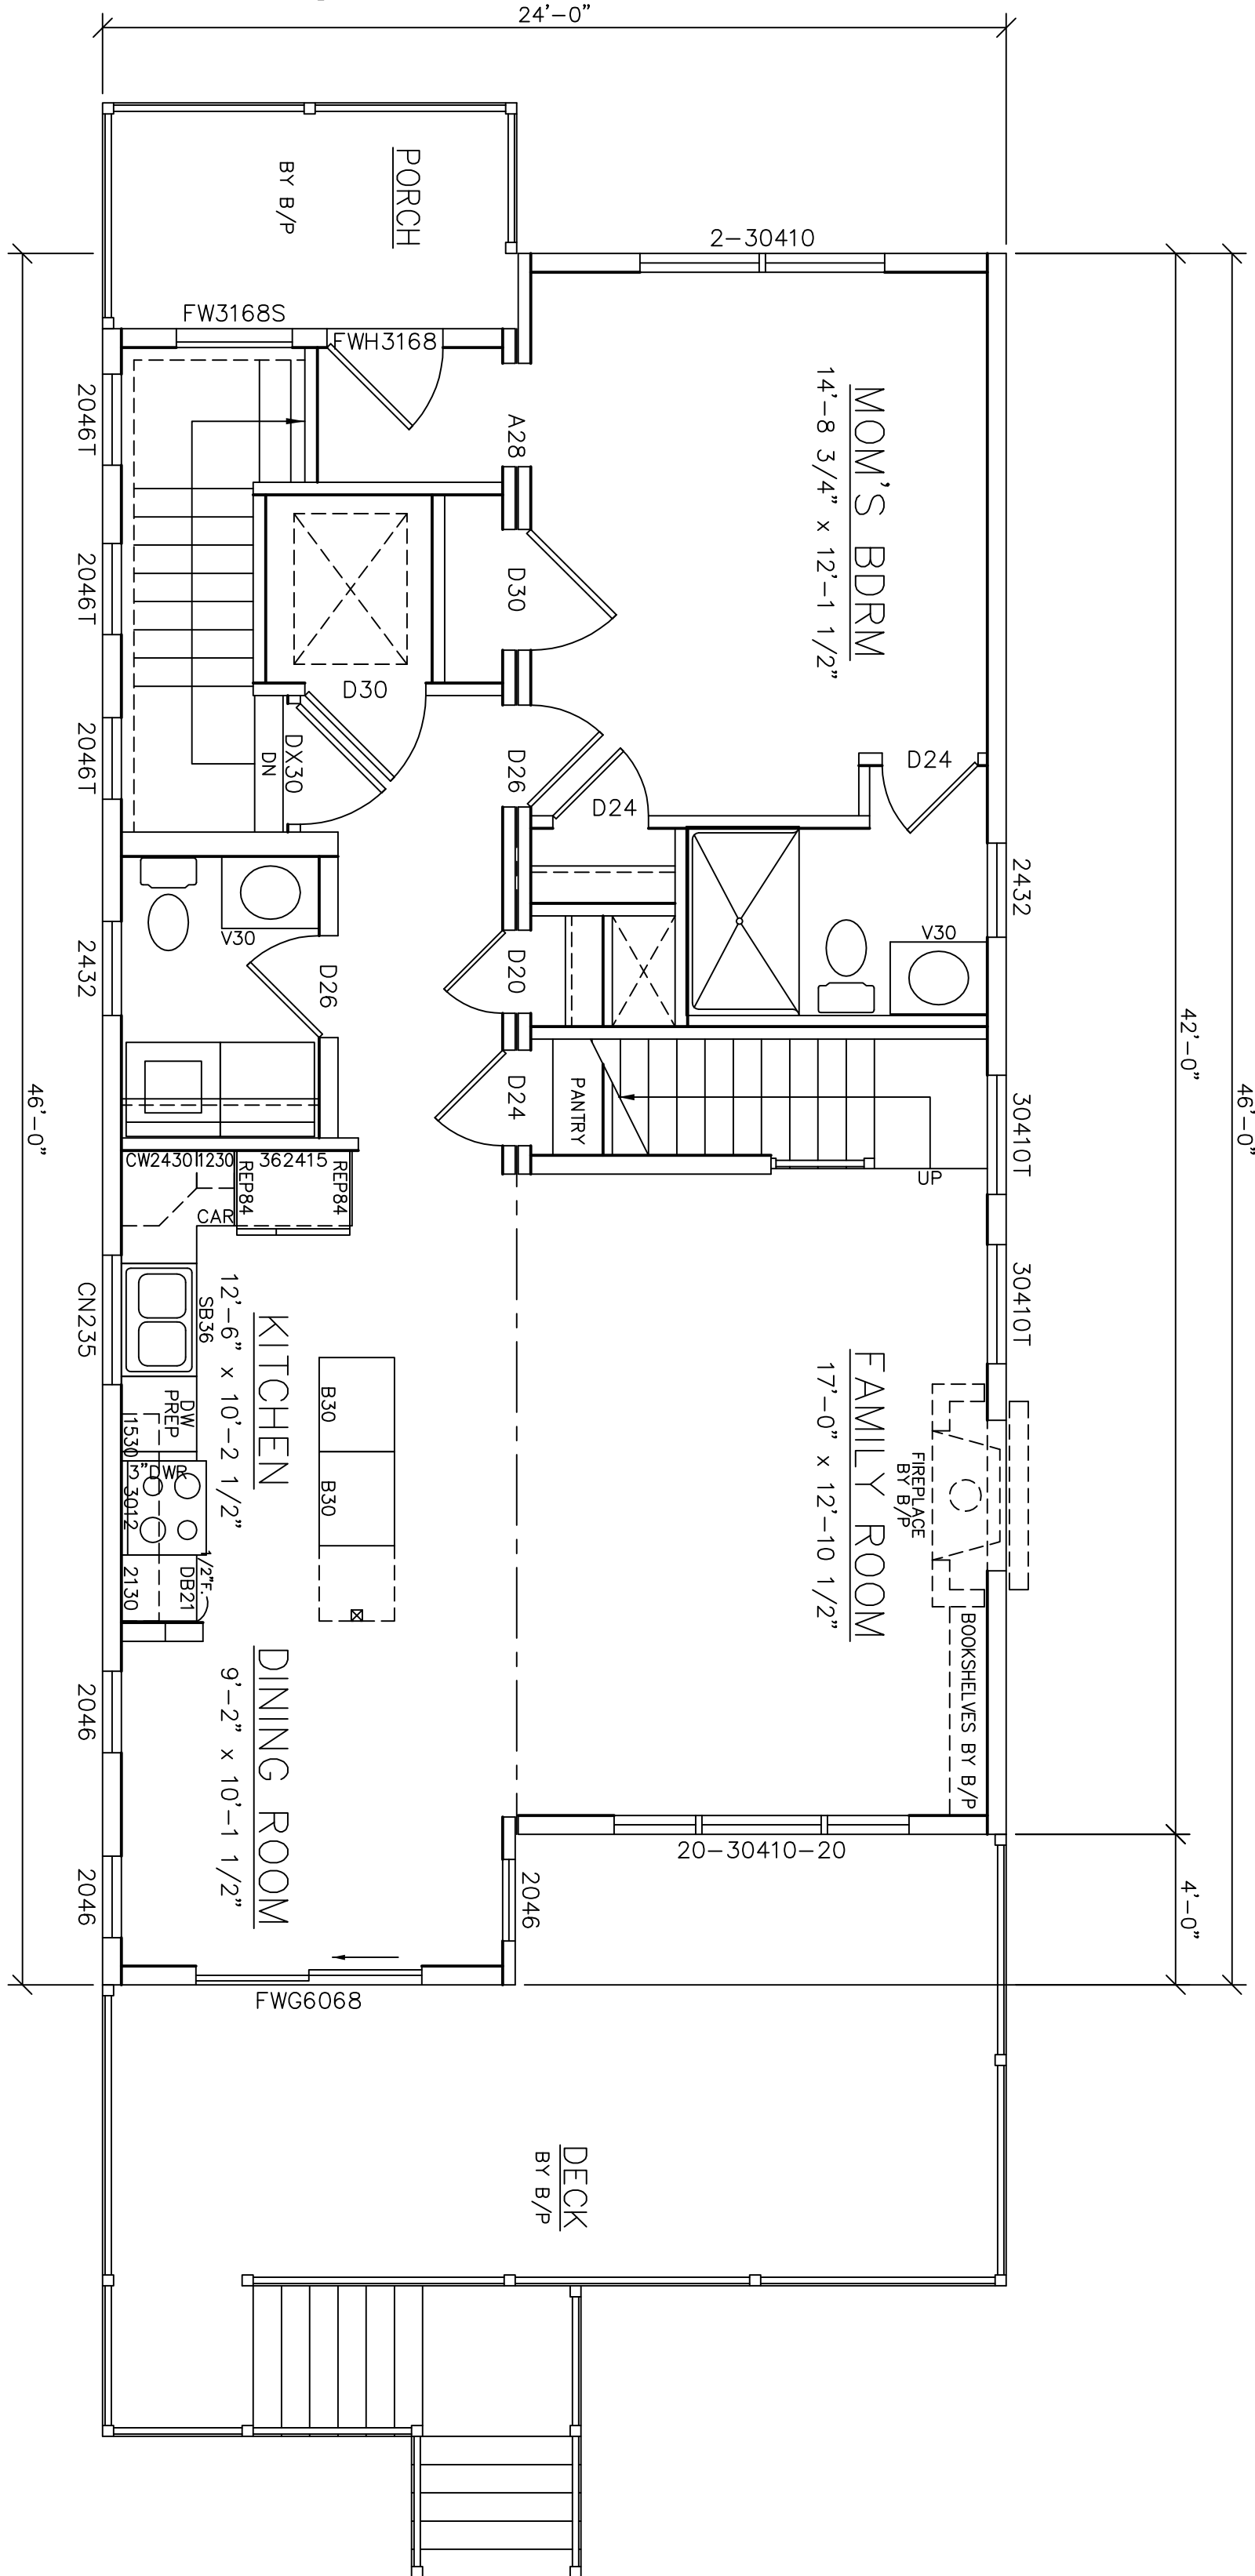 24'-0"
PORCH
BY B/P
2-30410
FW3168S
FWH3168
MOM'S BDRM
14'-8 3/4" x 12'-1 1/2"
A28
2046T
2046T
2046T
D30
D30
DX30
DN
D26
D24
D24
2432
V30
V30
2432
D26
D20
D24
PANTRY
UP
42'-0"
46'-0"
46'-0"
30410T
30410T
CW2430
1230
362415
REP84
REP84
CAR
SB36
CN235
KITCHEN
12'-6" x 10'-2 1/2"
B30
B30
DW
PREP
1530
3"DWR
3012
1/2"F.
DB21
2130
FAMILY ROOM
17'-0" x 12'-10 1/2"
FIREPLACE
BY B/P
BOOKSHELVES BY B/P
DINING ROOM
9'-2" x 10'-1 1/2"
2046
2046
2046
20-30410-20
4'-0"
FWG6068
DECK
BY B/P